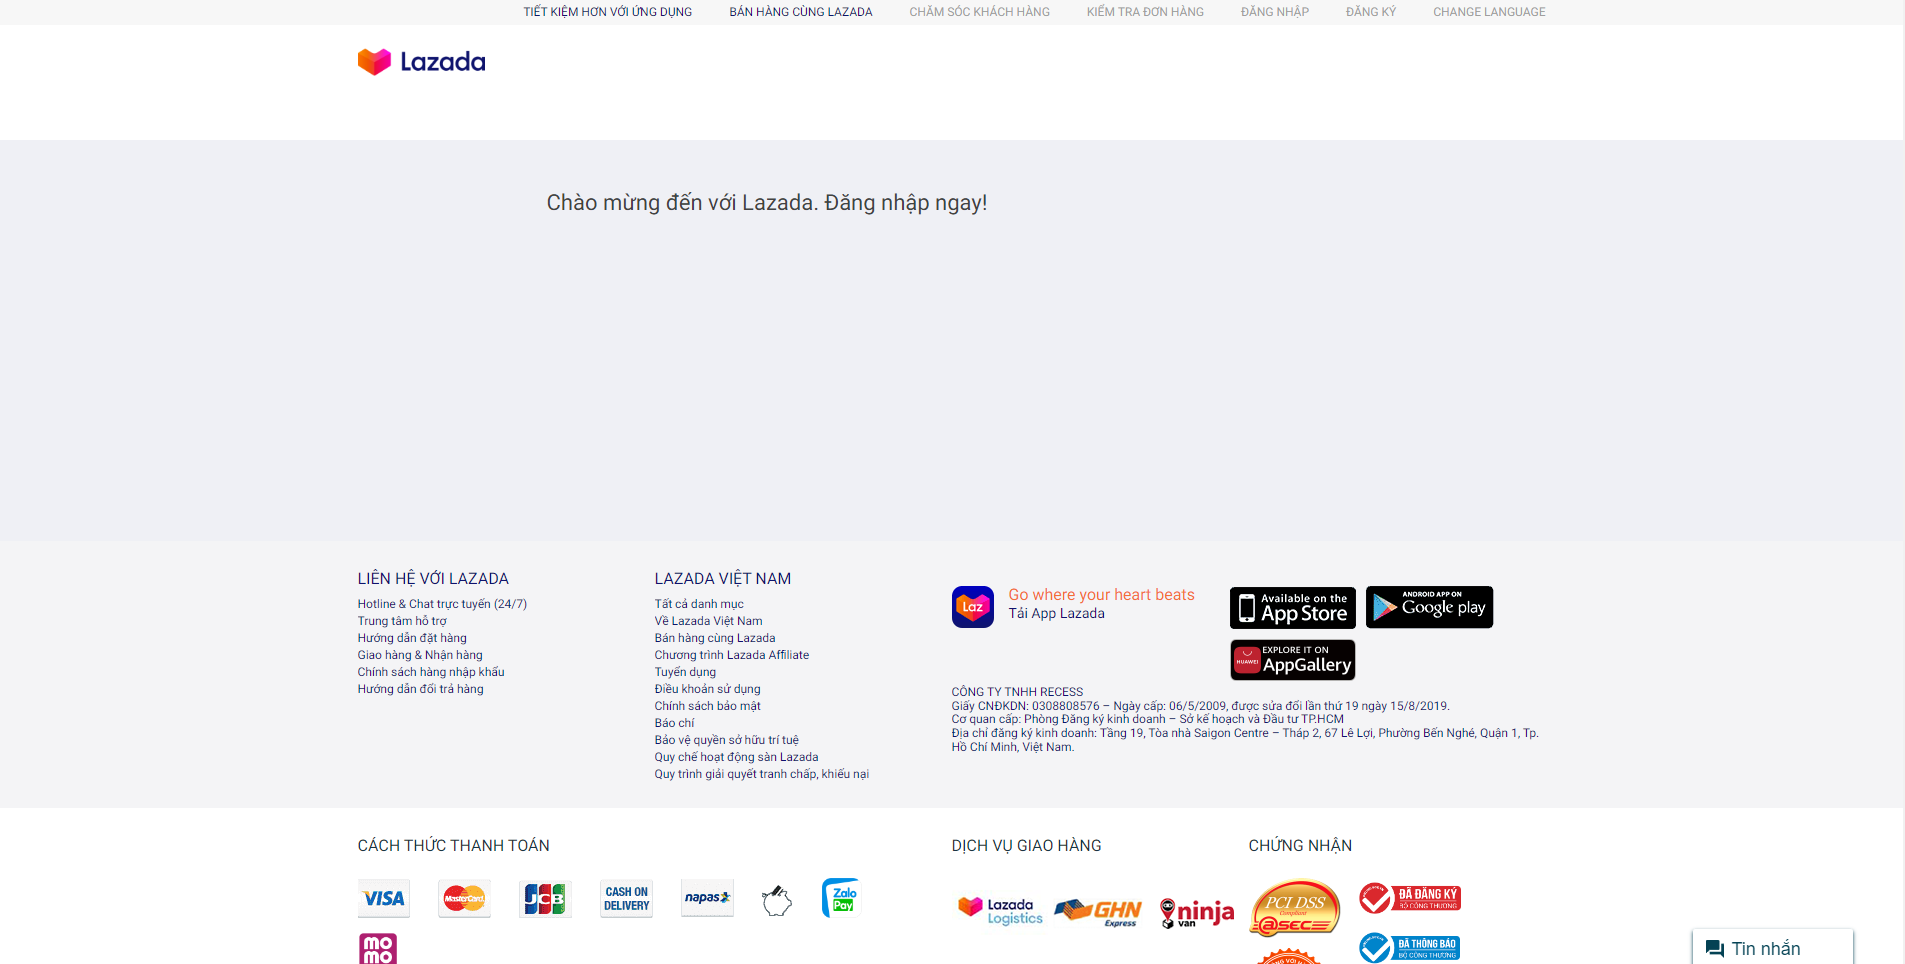 TIẾT KIỆM HƠN VỚI ỨNG DỤNG BÁN HÀNG CÙNG LAZADA CHĂM SÓC KHÁCH HÀNG KIỂM TRA ĐƠN HÀNG ĐĂNG NHẬP ĐĂNG KÝ CHANGE LANGUAGE
Lazada
Chào mừng đến với Lazada. Đăng nhập ngay!
LIÊN HỆ VỚI LAZADA
Hotline & Chat trực tuyến (24/7)
Trung tâm hỗ trợ
Hướng dẫn đặt hàng
Giao hàng & Nhận hàng
Chính sách hàng nhập khẩu
Hướng dẫn đổi trả hàng
LAZADA VIỆT NAM
Tất cả danh mục
Về Lazada Việt Nam
Bán hàng cùng Lazada
Chương trình Lazada Affiliate
Tuyển dụng
Điều khoản sử dụng
Chính sách bảo mật
Báo chí
Bảo vệ quyền sở hữu trí tuệ
Quy chế hoạt động sàn Lazada
Quy trình giải quyết tranh chấp, khiếu nại
Laz
Go where your heart beats
Tải App Lazada
Available on the
App Store
ANDROID APP ON
Google play
HUAWEI
EXPLORE IT ON
AppGallery
CÔNG TY TNHH RECESS
Giấy CNĐKDN: 0308808576 – Ngày cấp: 06/5/2009, được sửa đổi lần thứ 19 ngày 15/8/2019.
Cơ quan cấp: Phòng Đăng ký kinh doanh – Sở kế hoạch và Đầu tư TP.HCM
Địa chỉ đăng ký kinh doanh: Tầng 19, Tòa nhà Saigon Centre – Tháp 2, 67 Lê Lợi, Phường Bến Nghé, Quận 1, Tp.
Hồ Chí Minh, Việt Nam.
CÁCH THỨC THANH TOÁN
VISA
MasterCard
JCB
CASH ON
DELIVERY
napas
Zalo
Pay
mo
mo
DỊCH VỤ GIAO HÀNG
Lazada
Logistics
GHN
Express
ninja
van
CHỨNG NHẬN
PCI DSS
Compliant
@SEC
ĐÃ ĐĂNG KÝ
BỘ CÔNG THƯƠNG
ĐÃ THÔNG BÁO
BỘ CÔNG THƯƠNG
Tin nhắn